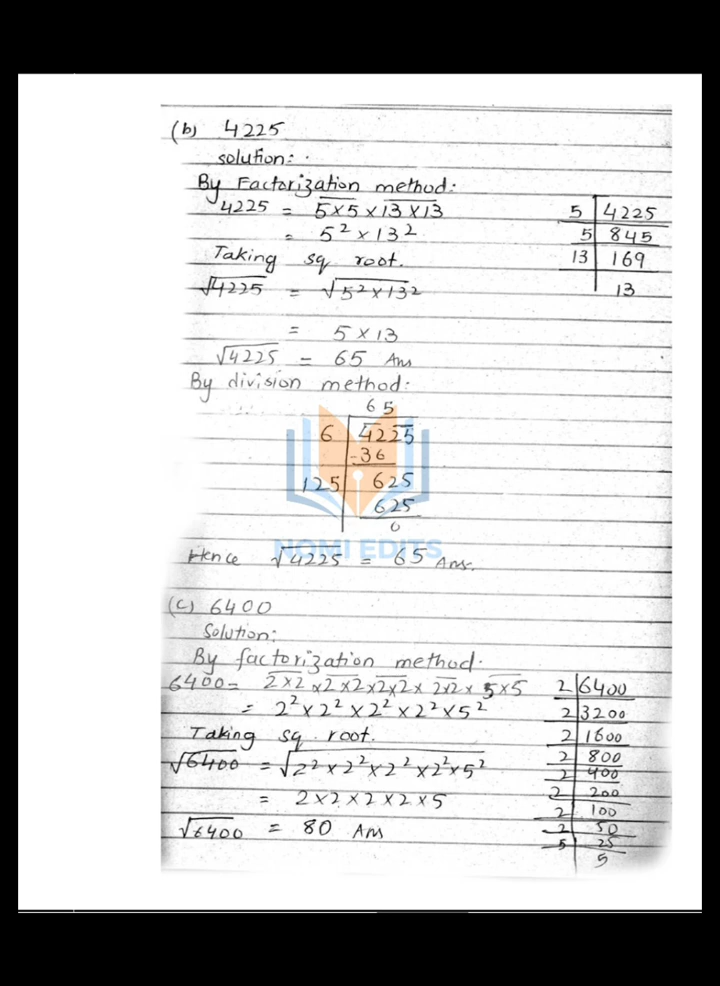 (b) 4225
solution:
By Factorization method:
4225 = 5×5×13×13
= 5²×13²
Taking sq root.
√4225 = √5²×13²
= 5×13
√4225 = 65 Ans
5 | 4225
5 | 845
13 | 169
13
By division method:
65
6 | 4225
-36
125 | 625
625
0
NOMI EDITS
Hence √4225 = 65 Ans.
(c) 6400
Solution:
By factorization method.
6400 = 2×2×2×2×2×2×2×2×5×5
= 2²×2²×2²×2²×5²
Taking sq. root.
√6400 = √2²×2²×2²×2²×5²
= 2×2×2×2×5
√6400 = 80 Ans
2 | 6400
2 | 3200
2 | 1600
2 | 800
2 | 400
2 | 200
2 | 100
2 | 50
5 | 25
5